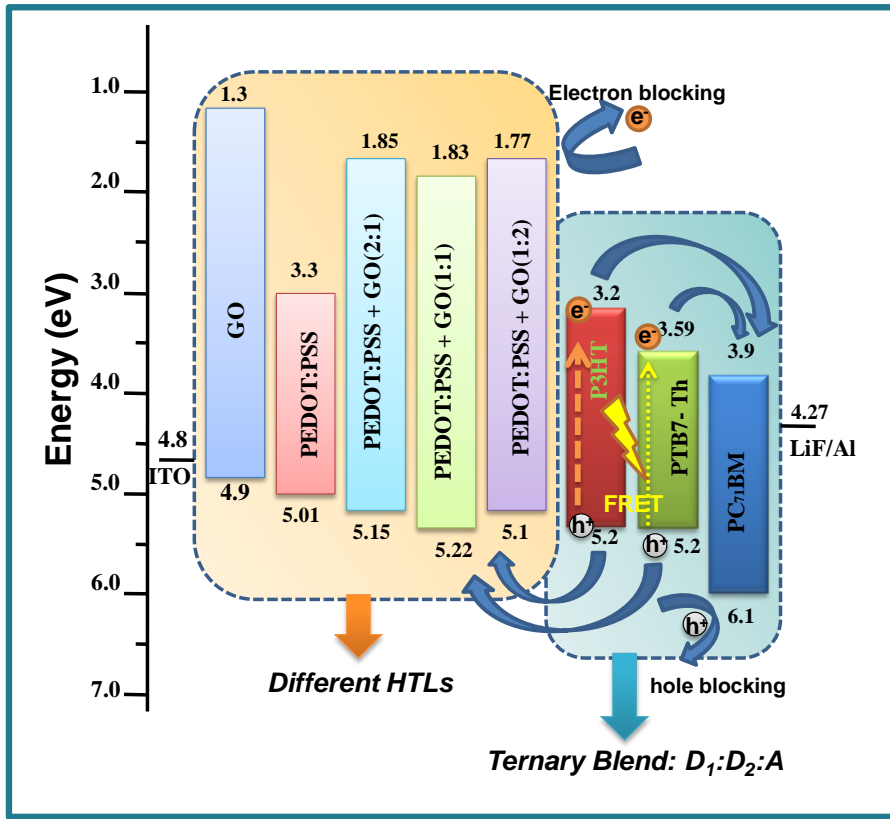 Energy (eV)
1.0
2.0
3.0
4.0
5.0
6.0
7.0
4.8
ITO
1.3
GO
4.9
3.3
PEDOT:PSS
5.01
1.85
PEDOT:PSS + GO(2:1)
5.15
1.83
PEDOT:PSS + GO(1:1)
5.22
1.77
PEDOT:PSS + GO(1:2)
5.1
Electron blocking
e-
3.2
e-
P3HT
h+
5.2
FRET
3.59
e-
PTB7- Th
h+
5.2
3.9
PC71BM
6.1
4.27
LiF/Al
h+
hole blocking
Different HTLs
Ternary Blend: D1:D2:A